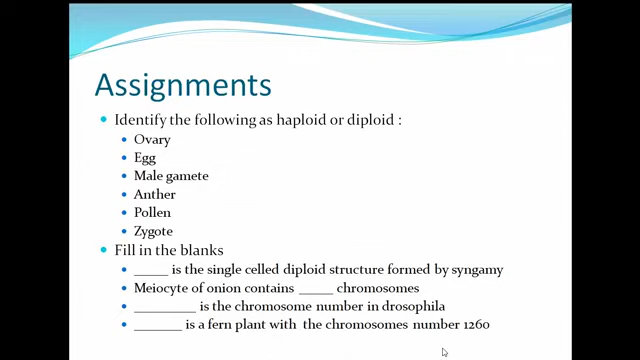 Assignments
Identify the following as haploid or diploid :
Ovary
Egg
Male gamete
Anther
Pollen
Zygote
Fill in the blanks
_____ is the single celled diploid structure formed by syngamy
Meiocyte of onion contains _____ chromosomes
_________ is the chromosome number in drosophila
_______ is a fern plant with the chromosomes number 1260